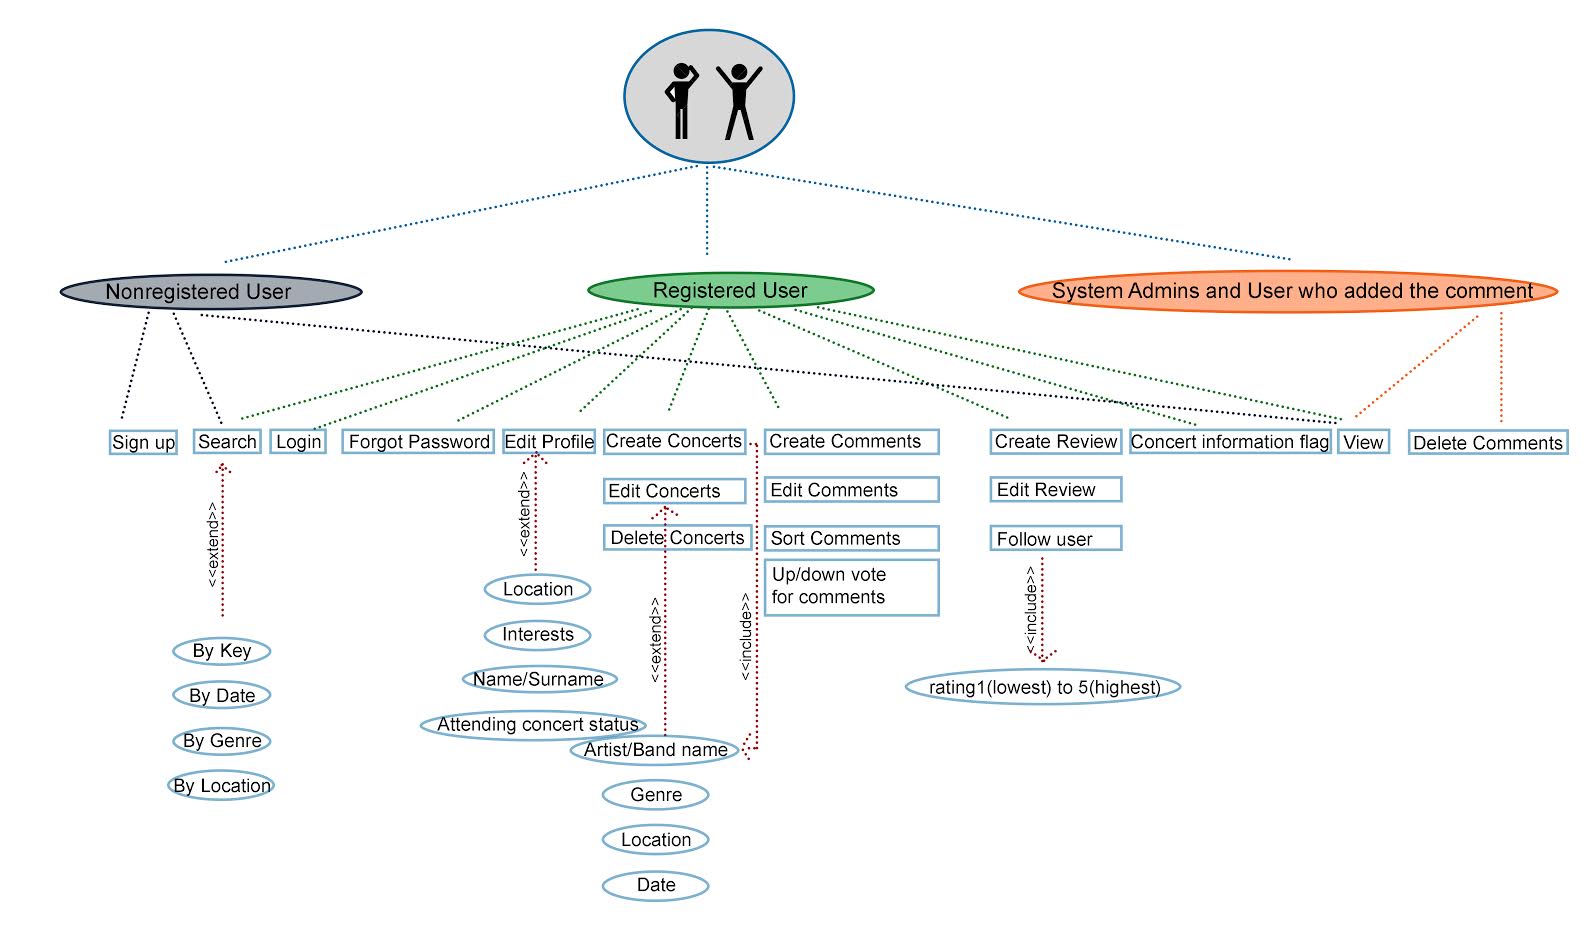 Nonregistered User
Registered User
System Admins and User who added the comment
Sign up
Search
Login
Forgot Password
Edit Profile
Create Concerts
Create Comments
Create Review
Concert information flag
View
Delete Comments
Edit Concerts
Edit Comments
Edit Review
Delete Concerts
Sort Comments
Follow user
Up/down vote
for comments
<<extend>>
<<extend>>
<<extend>>
<<include>>
<<include>>
Location
Interests
Name/Surname
Attending concert status
By Key
By Date
By Genre
By Location
Artist/Band name
Genre
Location
Date
rating1(lowest) to 5(highest)